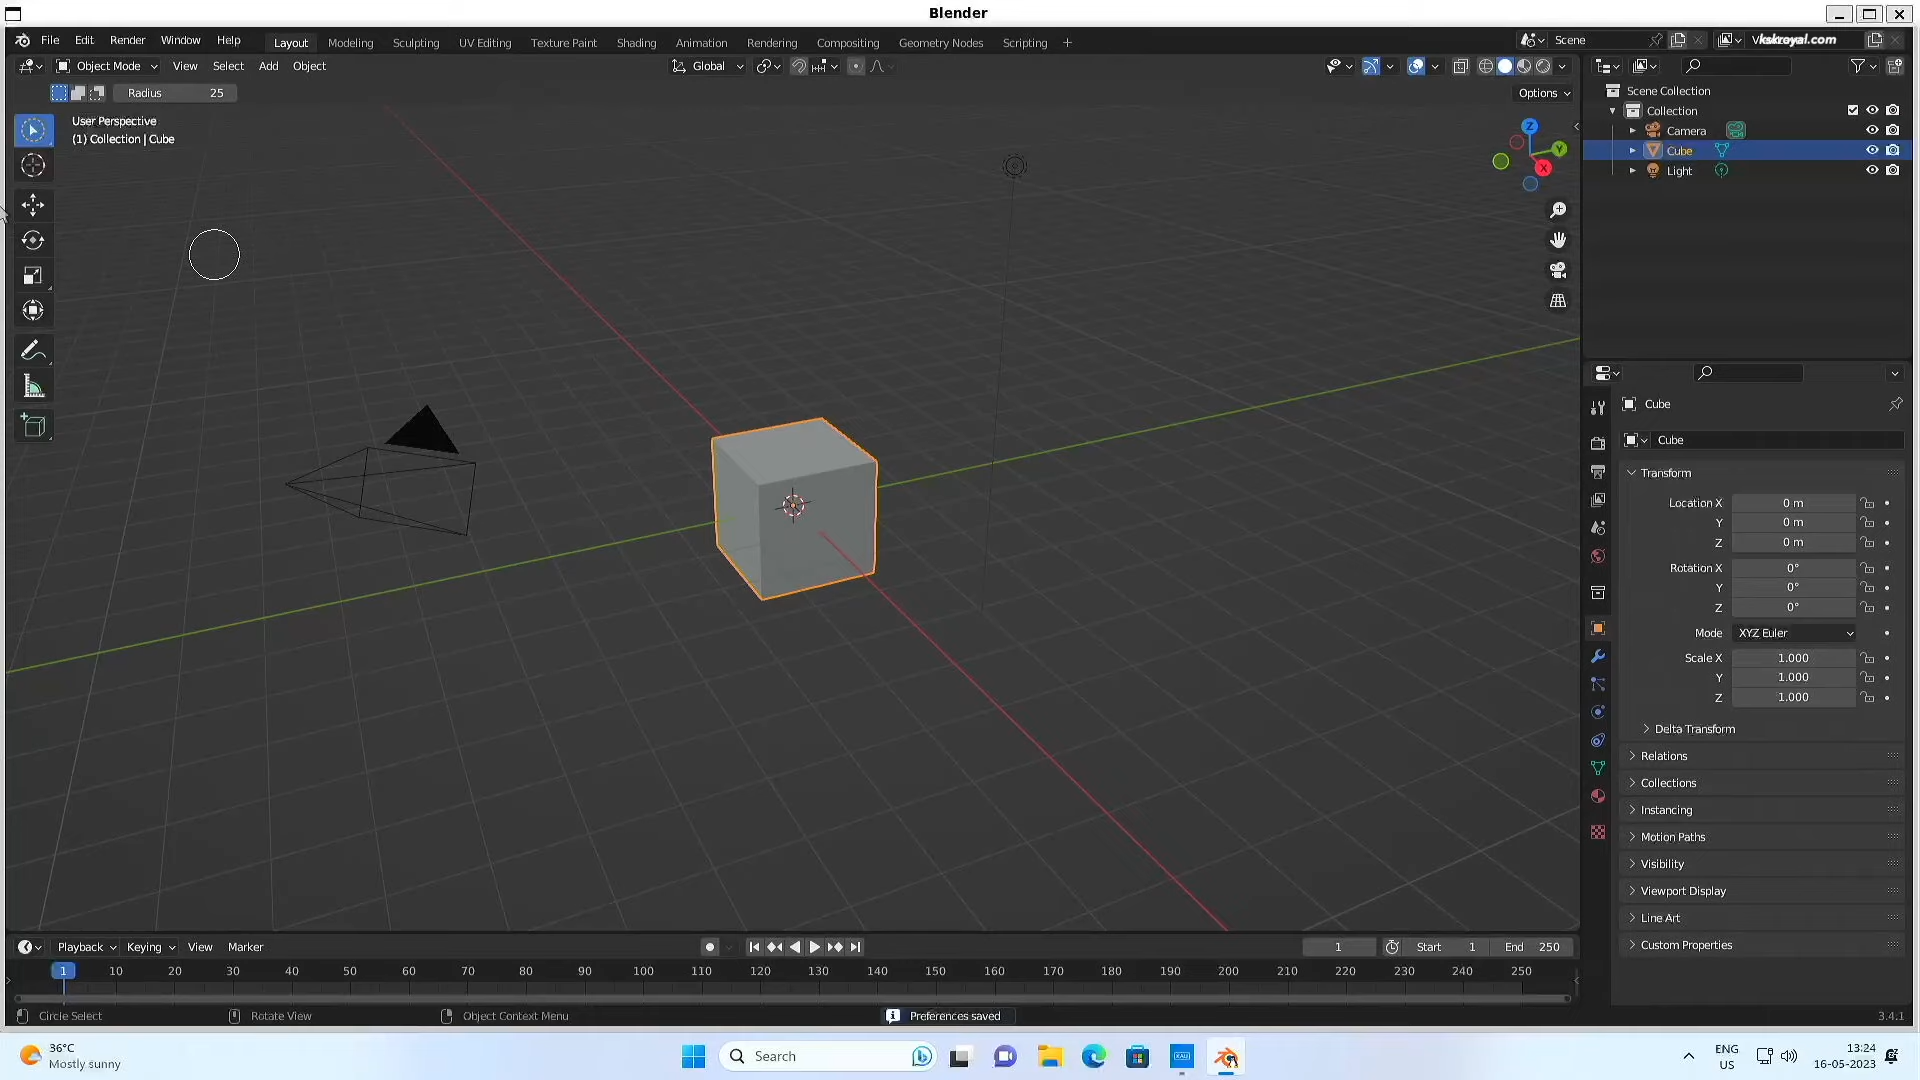 Blender
File Edit Render Window Help Layout Modeling Sculpting UV Editing Texture Paint Shading Animation Rendering Compositing Geometry Nodes Scripting + Scene kskroyal.com
Object Mode View Select Add Object Global
Radius 25 Options
User Perspective
(1) Collection | Cube
Z
Y
X
Scene Collection
Collection
Camera
Cube
Light
Cube
Cube
Transform
Location X 0 m
Y 0 m
Z 0 m
Rotation X 0°
Y 0°
Z 0°
Mode XYZ Euler
Scale X 1.000
Y 1.000
Z 1.000
Delta Transform
Relations
Collections
Instancing
Motion Paths
Visibility
Viewport Display
Line Art
Custom Properties
Playback Keying View Marker 1 Start 1 End 250
1 10 20 30 40 50 60 70 80 90 100 110 120 130 140 150 160 170 180 190 200 210 220 230 240 250
Circle Select Rotate View Object Context Menu Preferences saved 3.4.1
36°C
Mostly sunny
Search
ENG
US
13:24
16-05-2023